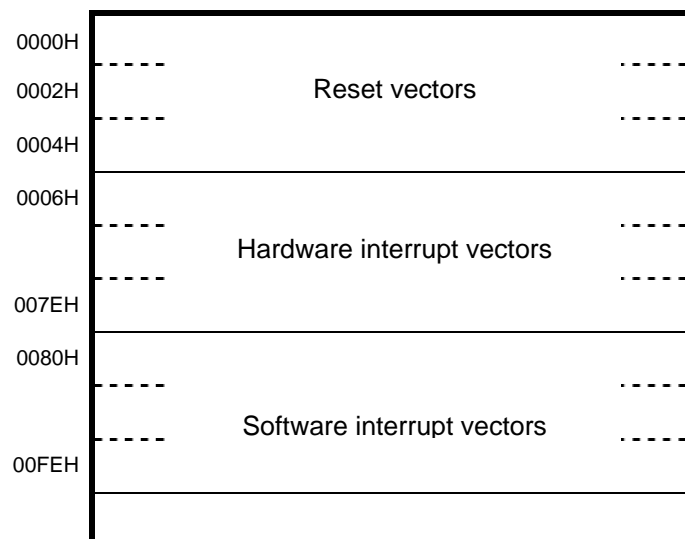 0000H
0002H Reset vectors
0004H
0006H
Hardware interrupt vectors
007EH
0080H
Software interrupt vectors
00FEH